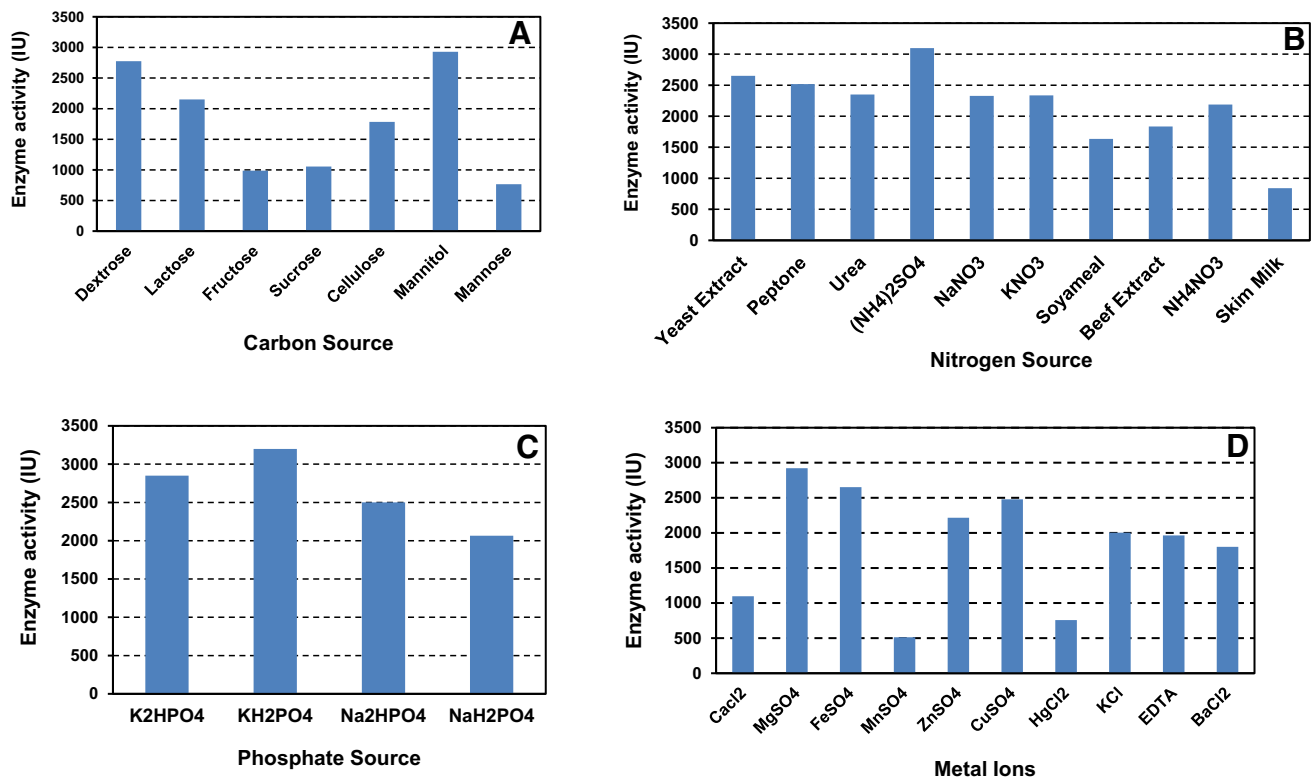 A
Enzyme activity (IU)
3500
3000
2500
2000
1500
1000
500
0
Dextrose
Lactose
Fructose
Sucrose
Cellulose
Mannitol
Mannose
Carbon Source
B
Enzyme activity (IU)
3500
3000
2500
2000
1500
1000
500
0
Yeast Extract
Peptone
Urea
(NH4)2SO4
NaNO3
KNO3
Soyameal
Beef Extract
NH4NO3
Skim Milk
Nitrogen Source
C
Enzyme activity (IU)
3500
3000
2500
2000
1500
1000
500
0
K2HPO4 KH2PO4 Na2HPO4 NaH2PO4
Phosphate Source
D
Enzyme activity (IU)
3500
3000
2500
2000
1500
1000
500
0
Cacl2
MgSO4
FeSO4
MnSO4
ZnSO4
CuSO4
HgCl2
KCl
EDTA
BaCl2
Metal Ions